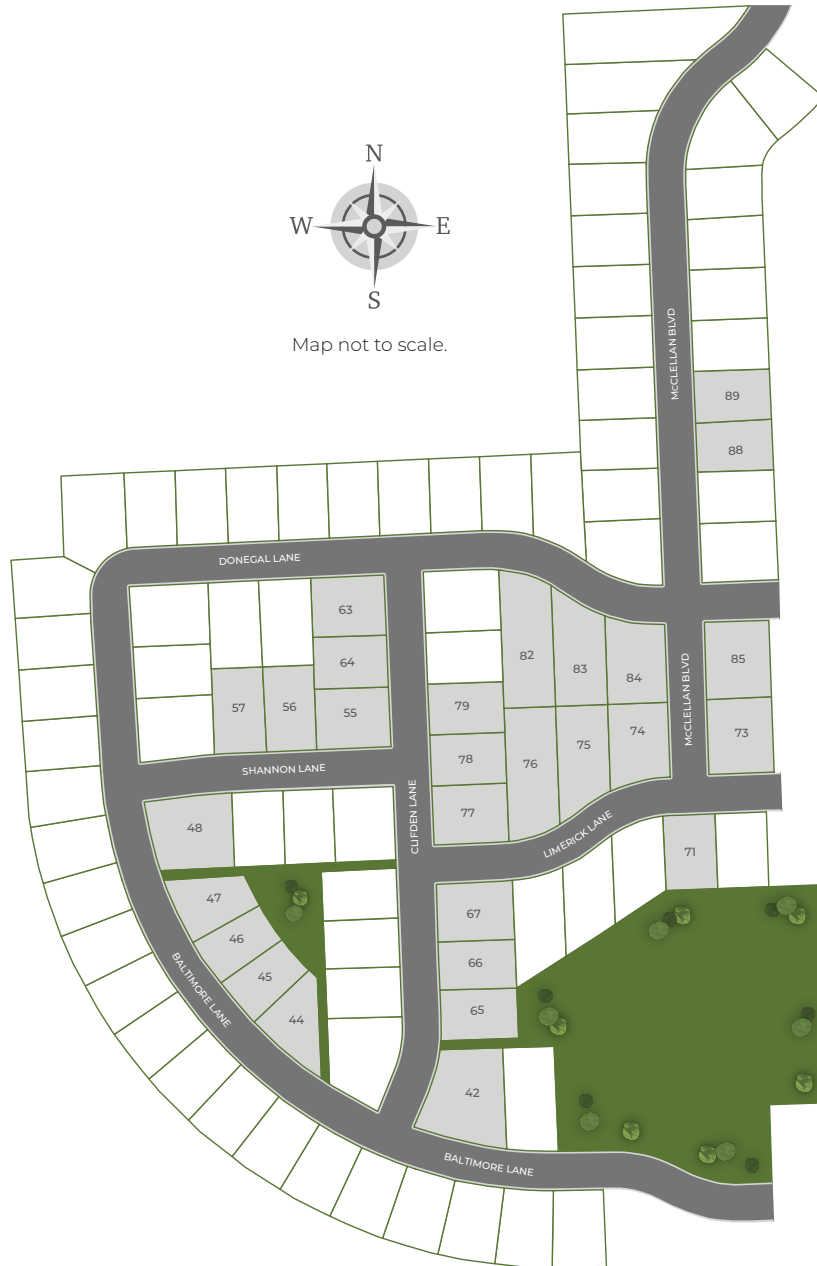 N
W
E
S
Map not to scale.
McCLELLAN BLVD
89
88
DONEGAL LANE
63
64
57
56
55
82
83
84
85
79
78
77
76
75
74
73
McCLELLAN BLVD
SHANNON LANE
CLIFDEN LANE
LIMERICK LANE
48
71
47
46
45
44
67
66
65
BALTIMORE LANE
42
BALTIMORE LANE